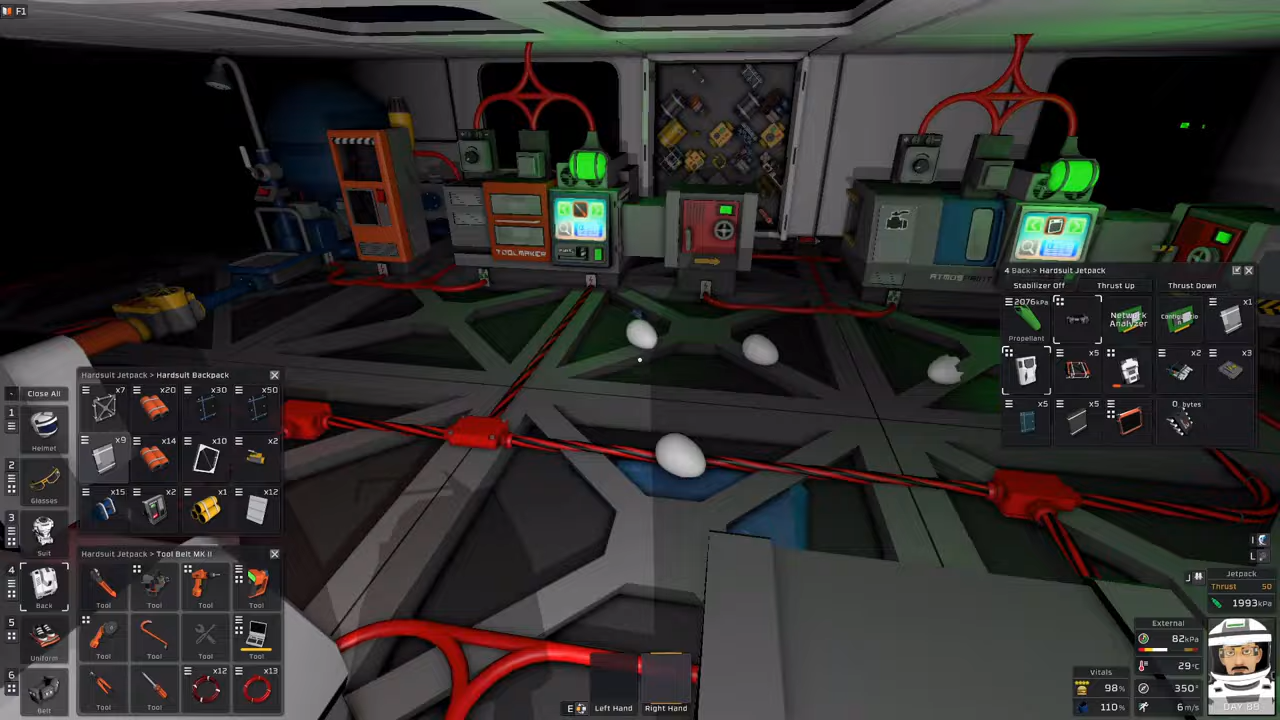 F1
TOOLMAKER
4 Back > Hardsuit Jetpack
Stabilizer Off Thrust Up Thrust Down
2076kPa
Propellant
Network Analyzer
x1
x5
x2
x3
x5
x5
0 bytes
Hardsuit Jetpack > Hardsuit Backpack
x7 x20 x30 x50
x9 x14 x10 x2
x15 x2 x1 x12
Close All
1
Helmet
2
Glasses
3
Suit
4
Back
5
Uniform
6
Belt
Hardsuit Jetpack > Tool Belt MK II
Tool Tool Tool Tool
Tool Tool Tool Tool
x12 x13
Tool Tool
E Left Hand Right Hand
Jetpack
Thrust 50
1993kPa
External
82kPa
29°C
350°
6 m/s
Vitals
98 %
110 %
DAY 88